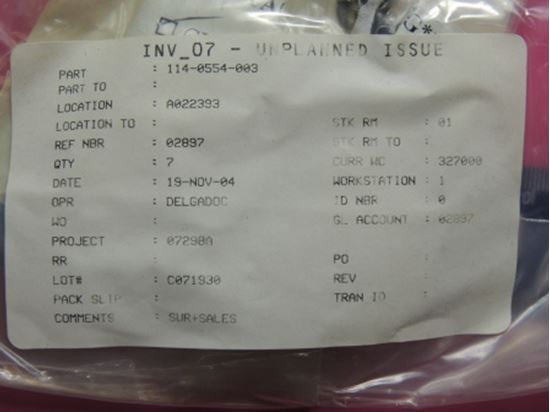 INV_07 - UNPLANNED ISSUE
PART : 114-0554-003
PART TO :
LOCATION : A022393
LOCATION TO : STK RM : 01
REF NBR : 02897 STK RM TO :
QTY : 7 CURR WC : 327000
DATE : 19-NOV-04 WORKSTATION : 1
OPR : DELGADOC ID NBR : 0
WO : GL ACCOUNT : 02897
PROJECT : 07298A
RR : PO :
LOT# : C071930 REV :
PACK SLIP : TRAN ID :
COMMENTS : SUR+SALES